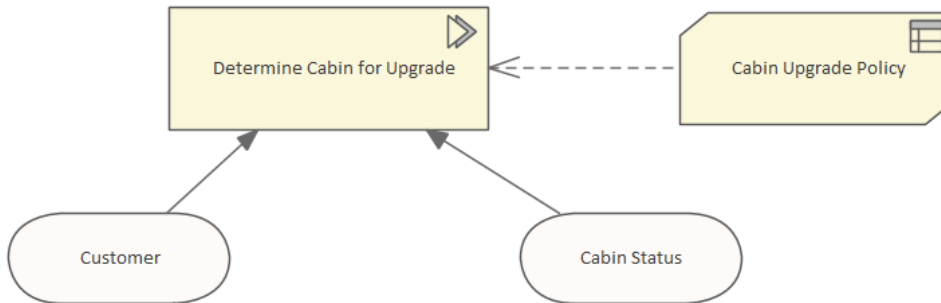 Determine Cabin for Upgrade
Cabin Upgrade Policy
Customer
Cabin Status